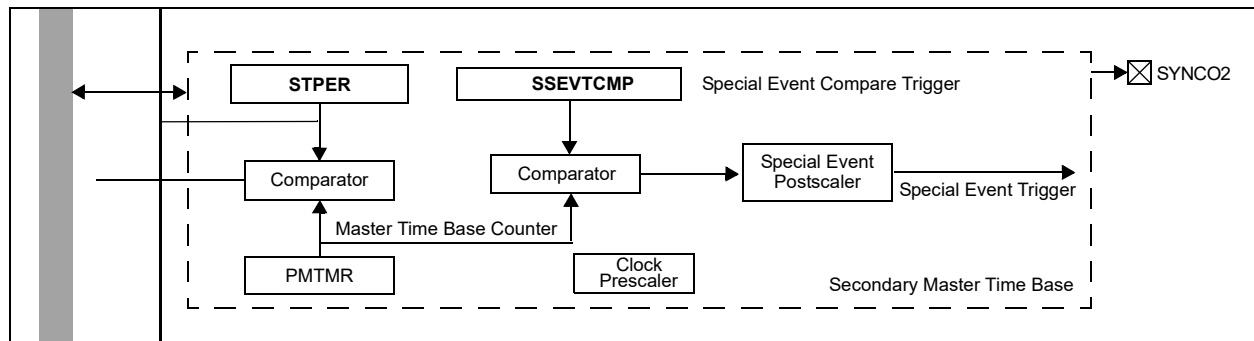 STPER
SSEVTCMP
Special Event Compare Trigger
SYNCO2
Comparator
Comparator
Special Event
Postscaler
Special Event Trigger
Master Time Base Counter
PMTMR
Clock
Prescaler
Secondary Master Time Base